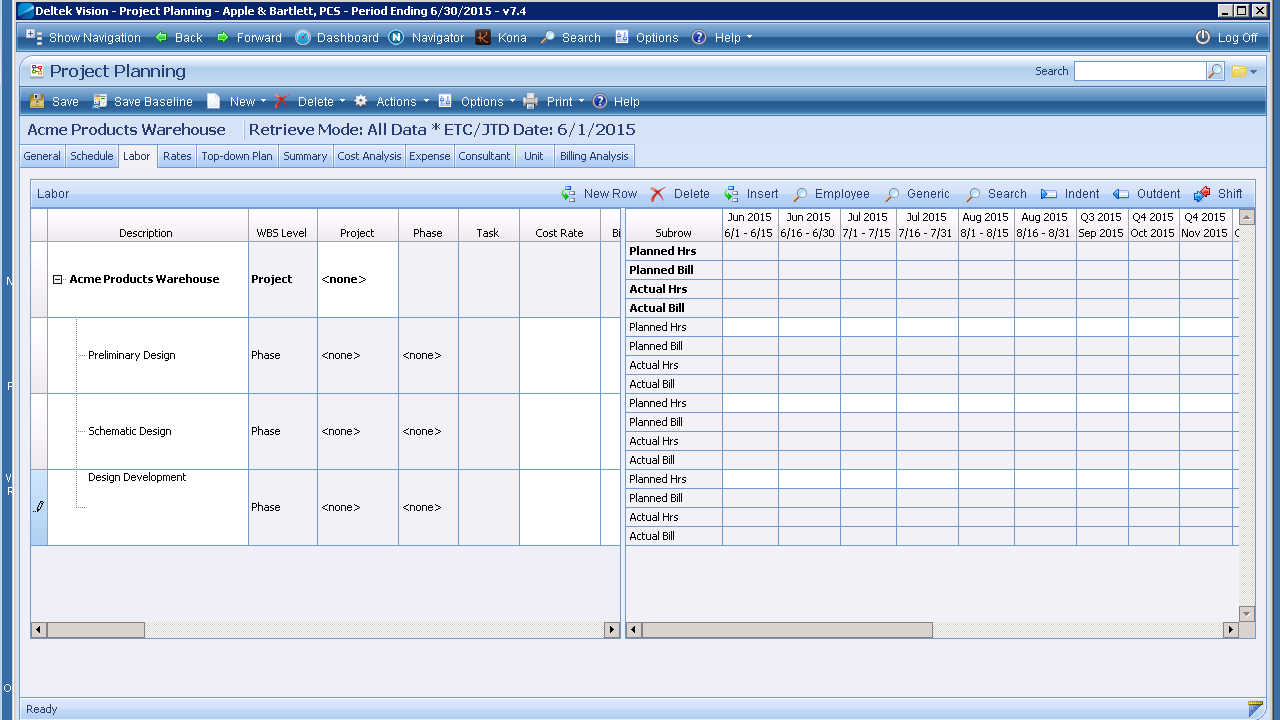 Deltek Vision - Project Planning - Apple & Bartlett, PCS - Period Ending 6/30/2015 - v7.4
Show Navigation Back Forward Dashboard Navigator Kona Search Options Help Log Off
Project Planning Search
Save Save Baseline New Delete Actions Options Print Help
Acme Products Warehouse Retrieve Mode: All Data * ETC/JTD Date: 6/1/2015
General Schedule Labor Rates Top-down Plan Summary Cost Analysis Expense Consultant Unit Billing Analysis
Labor New Row Delete Insert Employee Generic Search Indent Outdent Shift
Jun 2015 Jun 2015 Jul 2015 Jul 2015 Aug 2015 Aug 2015 Q3 2015 Q4 2015 Q4 2015
Description WBS Level Project Phase Task Cost Rate Bi Subrow 6/1 - 6/15 6/16 - 6/30 7/1 - 7/15 7/16 - 7/31 8/1 - 8/15 8/16 - 8/31 Sep 2015 Oct 2015 Nov 2015
Planned Hrs
Planned Bill
Acme Products Warehouse Project <none>
Actual Hrs
Actual Bill
Planned Hrs
Planned Bill
Preliminary Design Phase <none> <none>
Actual Hrs
Actual Bill
Planned Hrs
Planned Bill
Schematic Design Phase <none> <none>
Actual Hrs
Actual Bill
Design Development Planned Hrs
Planned Bill
Phase <none> <none>
Actual Hrs
Actual Bill
Ready